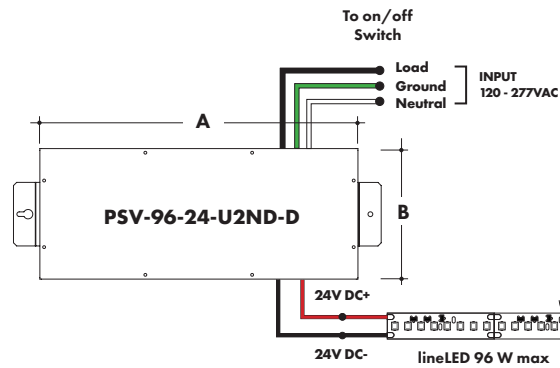 To on/off
Switch
Load
Ground
Neutral
INPUT
120 - 277VAC
A
B
PSV-96-24-U2ND-D
24V DC+
24V DC-
lineLED 96 W max